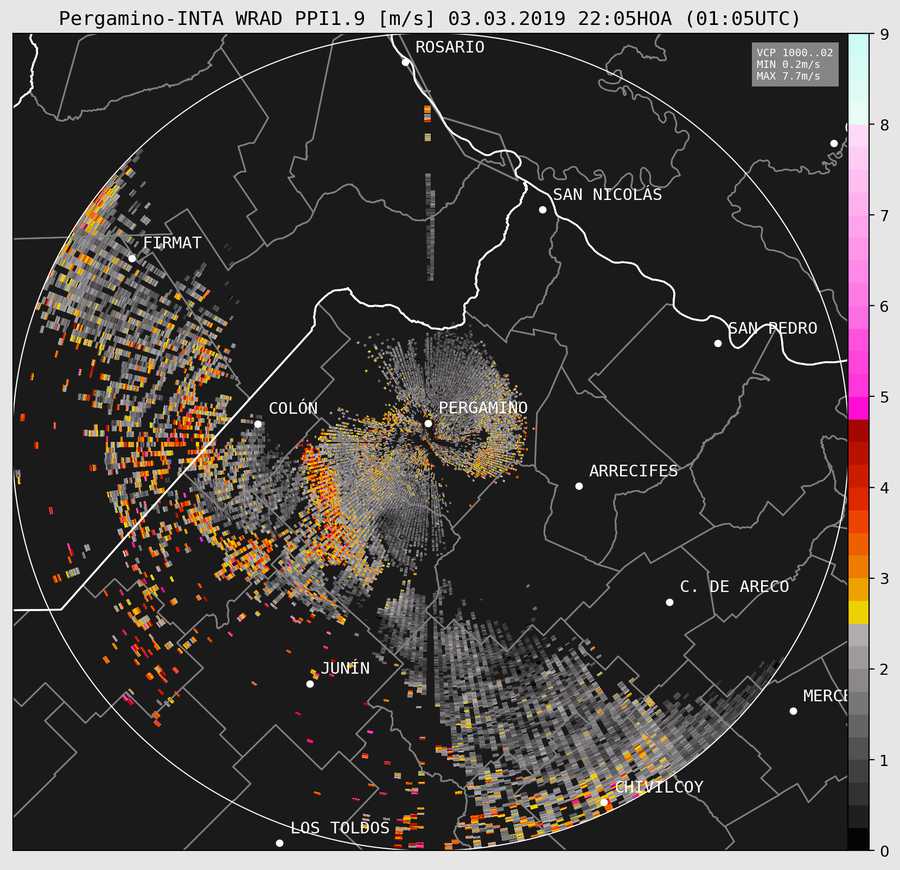 Pergamino-INTA WRAD PPI1.9 [m/s] 03.03.2019 22:05HOA (01:05UTC)
ROSARIO
VCP 1000..02
MIN 0.2m/s
MAX 7.7m/s
SAN NICOLÁS
FIRMAT
SAN PEDRO
COLÓN
PERGAMINO
ARRECIFES
C. DE ARECO
JUNÍN
MERCE
CHIVILCOY
LOS TOLDOS
9
8
7
6
5
4
3
2
1
0